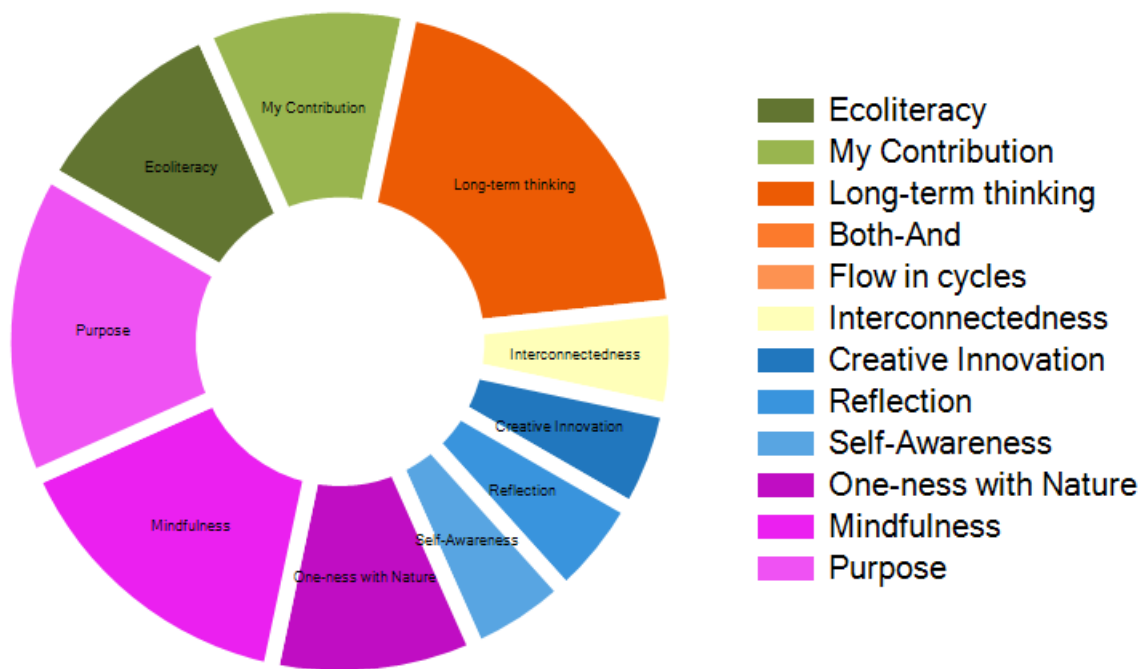 My Contribution
Ecoliteracy
Long-term thinking
Purpose
Interconnectedness
Creative Innovation
Reflection
Mindfulness
Self-Awareness
One-ness with Nature
Ecoliteracy
My Contribution
Long-term thinking
Both-And
Flow in cycles
Interconnectedness
Creative Innovation
Reflection
Self-Awareness
One-ness with Nature
Mindfulness
Purpose